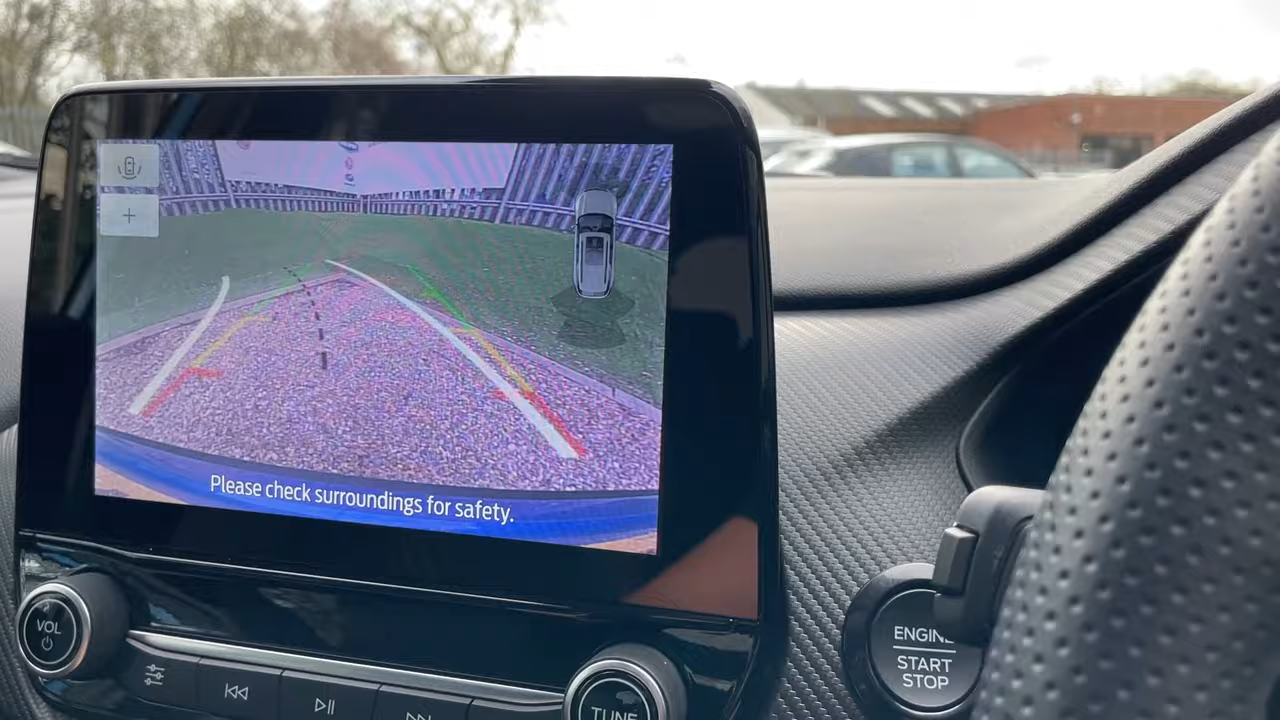 Please check surroundings for safety.
VOL
TUNE
ENGINE
START
STOP